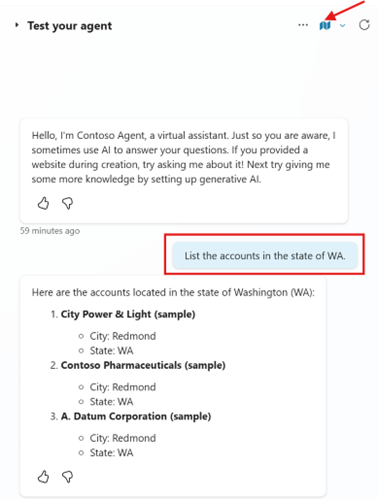 Test your agent
Hello, I'm Contoso Agent, a virtual assistant. Just so you are aware, I
sometimes use AI to answer your questions. If you provided a
website during creation, try asking me about it! Next try giving me
some more knowledge by setting up generative AI.
59 minutes ago
List the accounts in the state of WA.
Here are the accounts located in the state of Washington (WA):
1. City Power & Light (sample)
○ City: Redmond
○ State: WA
2. Contoso Pharmaceuticals (sample)
○ City: Redmond
○ State: WA
3. A. Datum Corporation (sample)
○ City: Redmond
○ State: WA